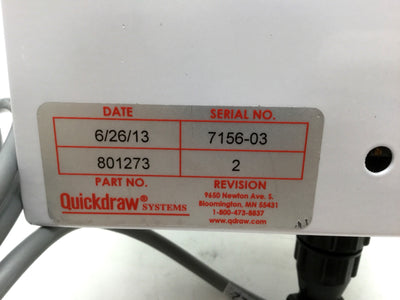 DATE SERIAL NO.
6/26/13 7156-03
801273 2
PART NO. REVISION
Quickdraw® SYSTEMS
9650 Newton Ave. S.
Bloomington, MN 55431
1-800-473-8837
www.qdraw.com